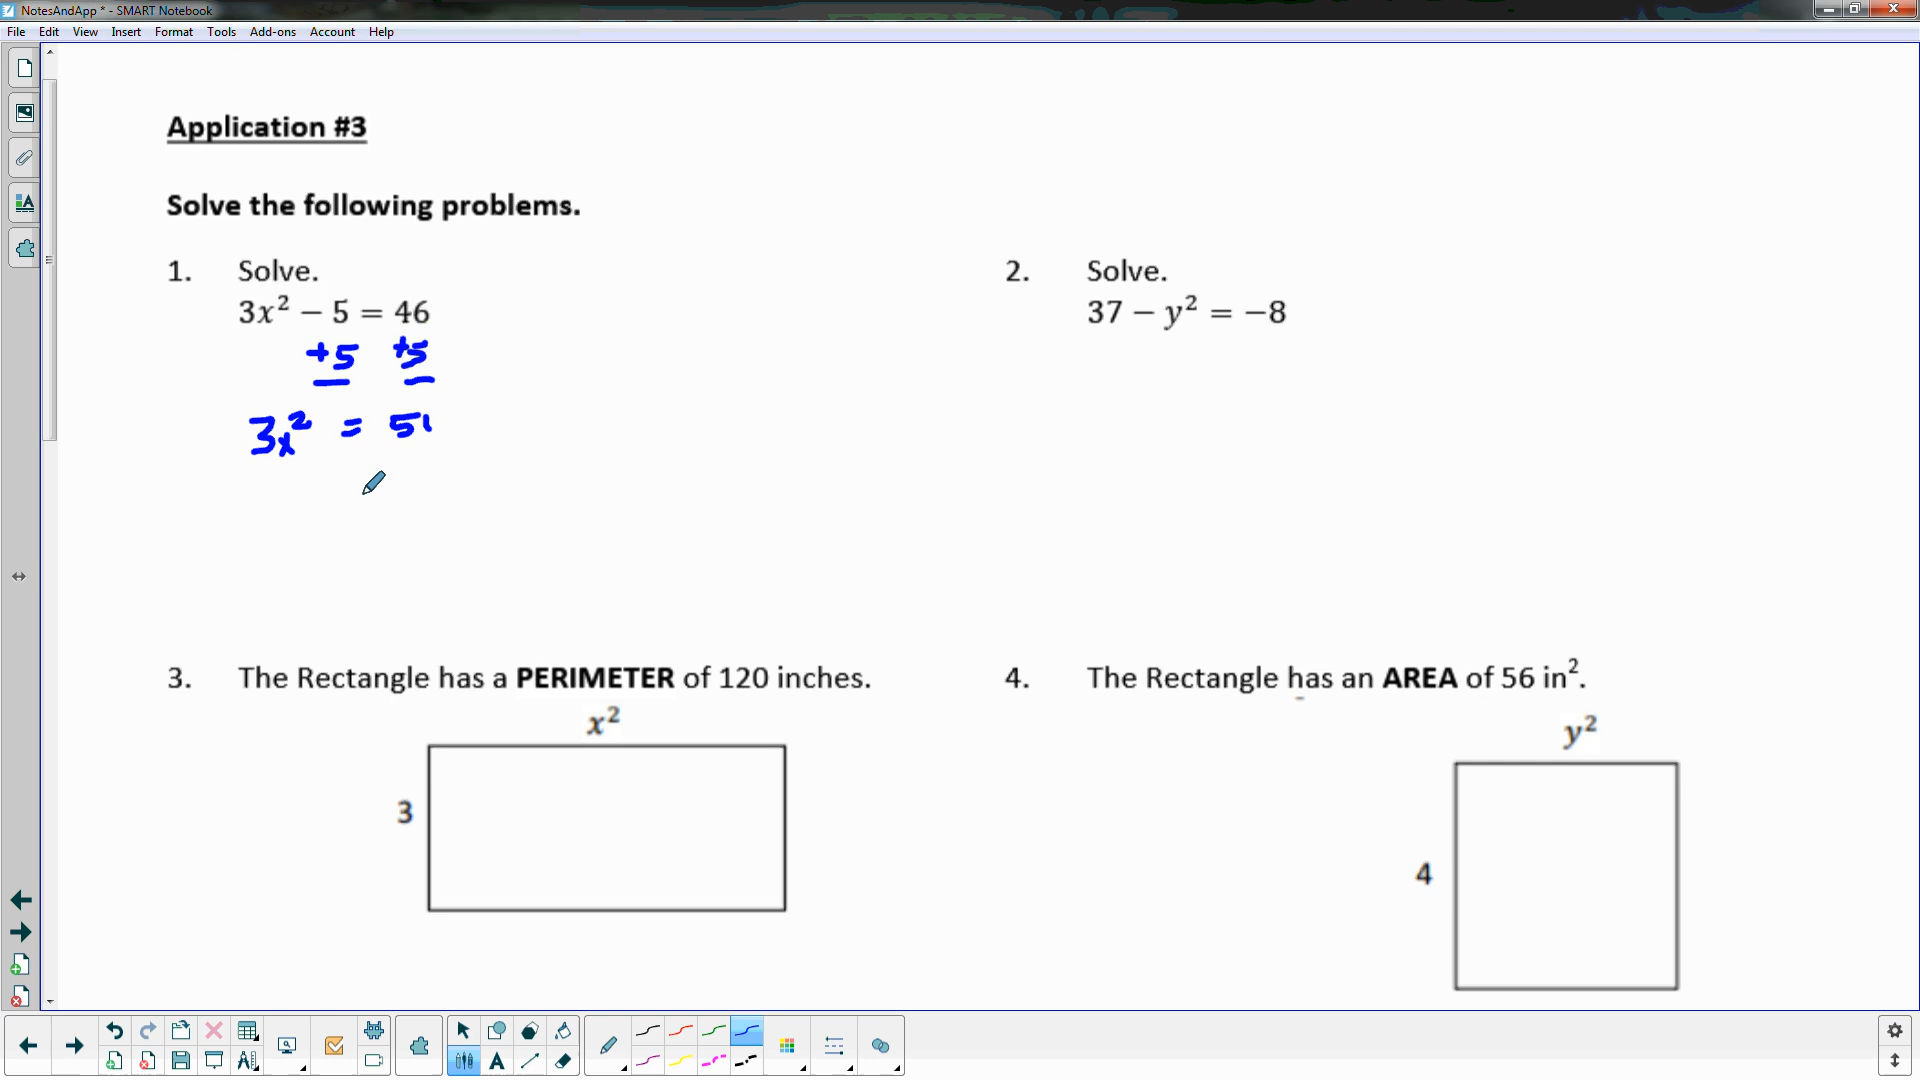 NotesAndApp * - SMART Notebook
File Edit View Insert Format Tools Add-ons Account Help
Application #3
Solve the following problems.
1. Solve.
3x² − 5 = 46
+5 +5
3x² = 51
2. Solve.
37 − y² = −8
3. The Rectangle has a PERIMETER of 120 inches.
x²
3
4. The Rectangle has an AREA of 56 in².
y²
4